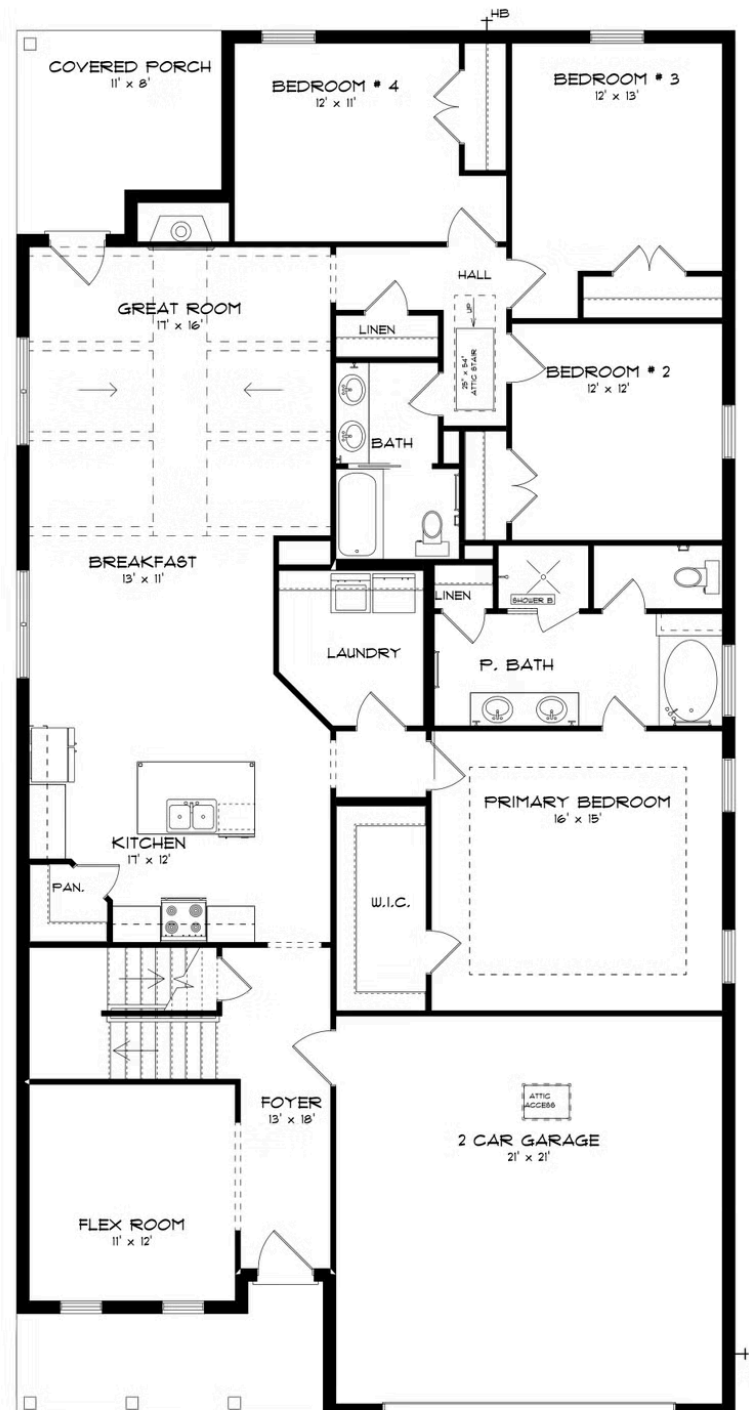 HB
COVERED PORCH
11' x 8'
BEDROOM # 4
12' x 11'
BEDROOM # 3
12' x 13'
HALL
GREAT ROOM
17' x 16'
UP
LINEN
25" x 54"
ATTIC STAIR
BEDROOM # 2
12' x 12'
BATH
BREAKFAST
13' x 11'
LINEN
SHOWER B
LAUNDRY
P. BATH
PRIMARY BEDROOM
16' x 15'
KITCHEN
17' x 12'
PAN.
W.I.C.
FOYER
13' x 18'
ATTIC
ACCESS
2 CAR GARAGE
21' x 21'
FLEX ROOM
11' x 12'